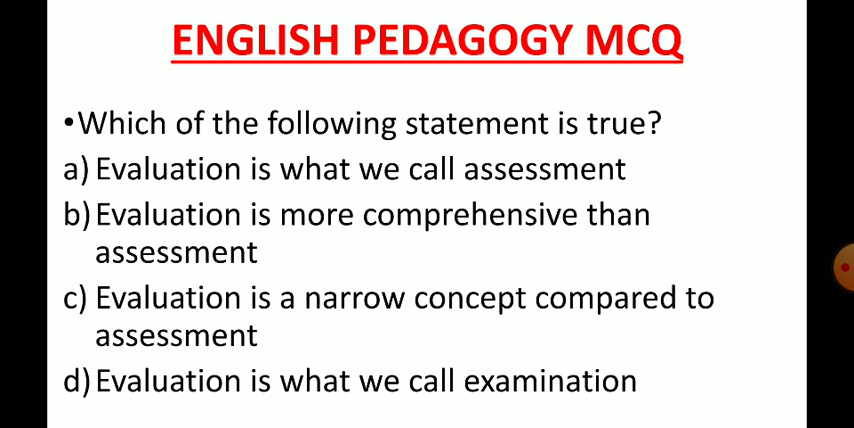 ENGLISH PEDAGOGY MCQ
•Which of the following statement is true?
a) Evaluation is what we call assessment
b) Evaluation is more comprehensive than
assessment
c) Evaluation is a narrow concept compared to
assessment
d) Evaluation is what we call examination